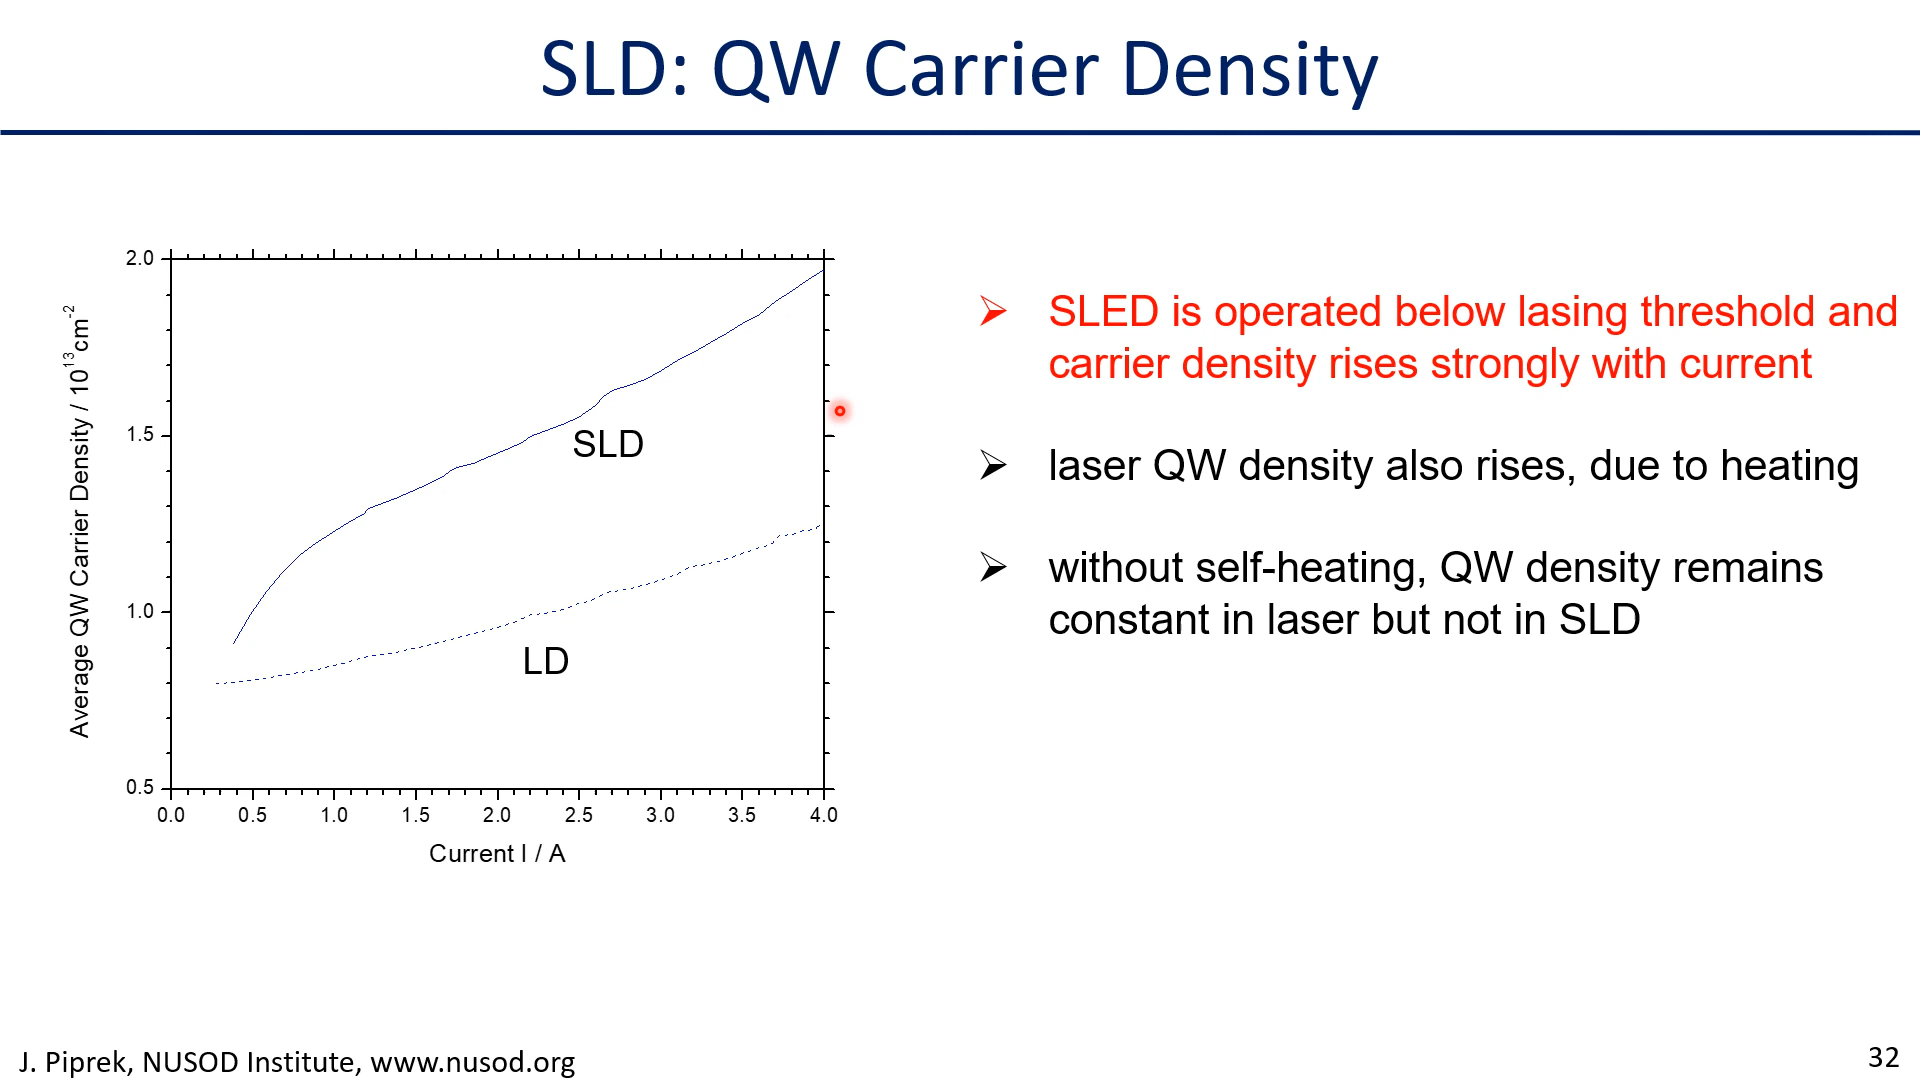 SLD: QW Carrier Density
2.0
1.5
1.0
0.5
Average QW Carrier Density / 10¹³cm⁻²
SLD
LD
0.0 0.5 1.0 1.5 2.0 2.5 3.0 3.5 4.0
Current I / A
➢ SLED is operated below lasing threshold and
carrier density rises strongly with current
➢ laser QW density also rises, due to heating
➢ without self-heating, QW density remains
constant in laser but not in SLD
J. Piprek, NUSOD Institute, www.nusod.org
32